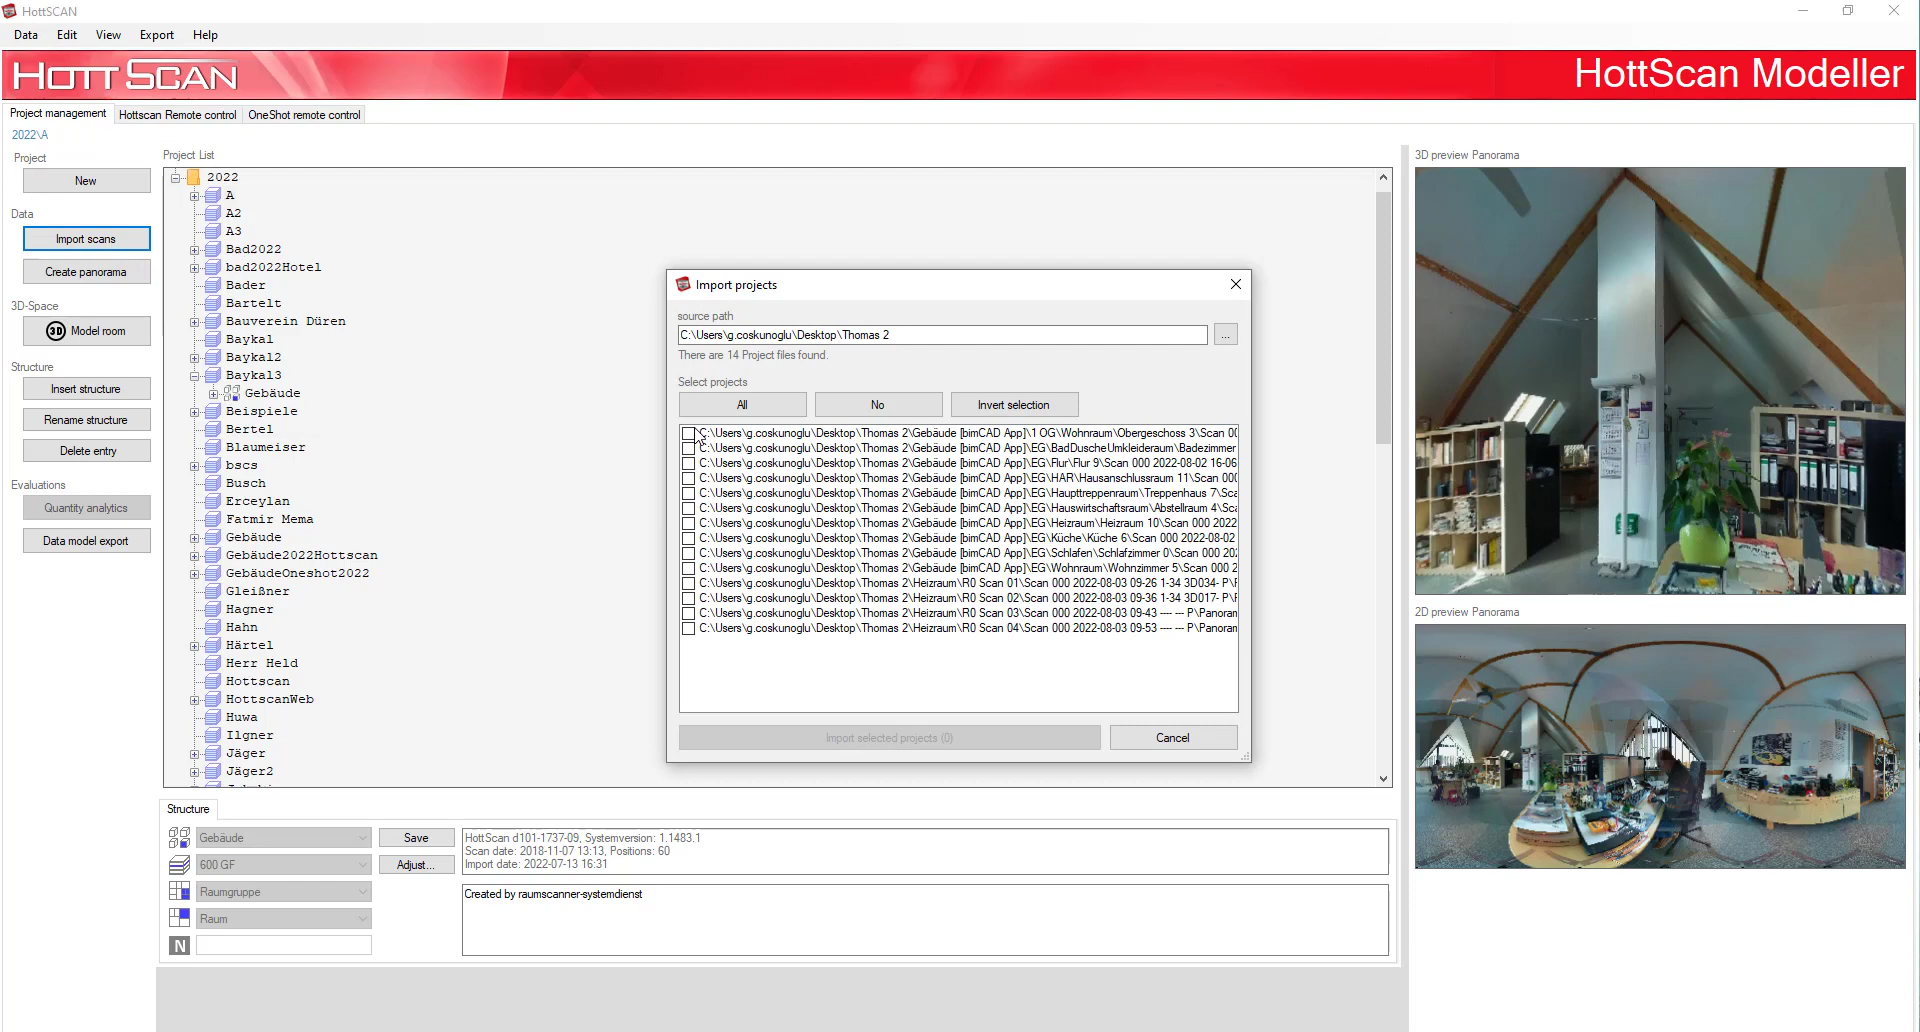 HottSCAN
Data Edit View Export Help
HOTTSCAN
HottScan Modeller
Project management Hottscan Remote control OneShot remote control
2022\A
Project
New
Data
Import scans
Create panorama
3D-Space
3D Model room
Structure
Insert structure
Rename structure
Delete entry
Evaluations
Quantity analytics
Data model export
Project List
2022
A
A2
A3
Bad2022
bad2022Hotel
Bader
Bartelt
Bauverein Düren
Baykal
Baykal2
Baykal3
Gebäude
Beispiele
Bertel
Blaumeiser
bscs
Busch
Erceylan
Fatmir Mema
Gebäude
Gebäude2022Hottscan
GebäudeOneshot2022
Gleißner
Hagner
Hahn
Härtel
Herr Held
Hottscan
HottscanWeb
Huwa
Ilgner
Jäger
Jäger2
Import projects
source path
C:\Users\g.coskunoglu\Desktop\Thomas 2
...
There are 14 Project files found.
Select projects
All No Invert selection
C:\Users\g.coskunoglu\Desktop\Thomas 2\Gebäude [bimCAD App]\1 OG\Wohnraum\Obergeschoss 3\Scan 00
C:\Users\g.coskunoglu\Desktop\Thomas 2\Gebäude [bimCAD App]\EG\BadDuscheUmkleideraum\Badezimmer
C:\Users\g.coskunoglu\Desktop\Thomas 2\Gebäude [bimCAD App]\EG\Flur\Flur 9\Scan 000 2022-08-02 16-06
C:\Users\g.coskunoglu\Desktop\Thomas 2\Gebäude [bimCAD App]\EG\HAR\Hausanschlussraum 11\Scan 000
C:\Users\g.coskunoglu\Desktop\Thomas 2\Gebäude [bimCAD App]\EG\Haupttreppenraum\Treppenhaus 7\Sca
C:\Users\g.coskunoglu\Desktop\Thomas 2\Gebäude [bimCAD App]\EG\Hauswirtschaftsraum\Abstellraum 4\Sca
C:\Users\g.coskunoglu\Desktop\Thomas 2\Gebäude [bimCAD App]\EG\Heizraum\Heizraum 10\Scan 000 2022
C:\Users\g.coskunoglu\Desktop\Thomas 2\Gebäude [bimCAD App]\EG\Küche\Küche 6\Scan 000 2022-08-02
C:\Users\g.coskunoglu\Desktop\Thomas 2\Gebäude [bimCAD App]\EG\Schlafen\Schlafzimmer 0\Scan 000 202
C:\Users\g.coskunoglu\Desktop\Thomas 2\Gebäude [bimCAD App]\EG\Wohnraum\Wohnzimmer 5\Scan 000 2
C:\Users\g.coskunoglu\Desktop\Thomas 2\Heizraum\R0 Scan 01\Scan 000 2022-08-03 09-26 1-34 3D034- P\F
C:\Users\g.coskunoglu\Desktop\Thomas 2\Heizraum\R0 Scan 02\Scan 000 2022-08-03 09-36 1-34 3D017- P\F
C:\Users\g.coskunoglu\Desktop\Thomas 2\Heizraum\R0 Scan 03\Scan 000 2022-08-03 09-43 ---- --- P\Panoram
C:\Users\g.coskunoglu\Desktop\Thomas 2\Heizraum\R0 Scan 04\Scan 000 2022-08-03 09-53 ---- --- P\Panoram
Import selected projects (0)
Cancel
3D preview Panorama
2D preview Panorama
Structure
Gebäude
Save
600 GF
Adjust...
Raumgruppe
Raum
N
HottScan d101-1737-09, Systemversion: 1.1483.1
Scan date: 2018-11-07 13:13, Positions: 60
Import date: 2022-07-13 16:31
Created by raumscanner-systemdienst